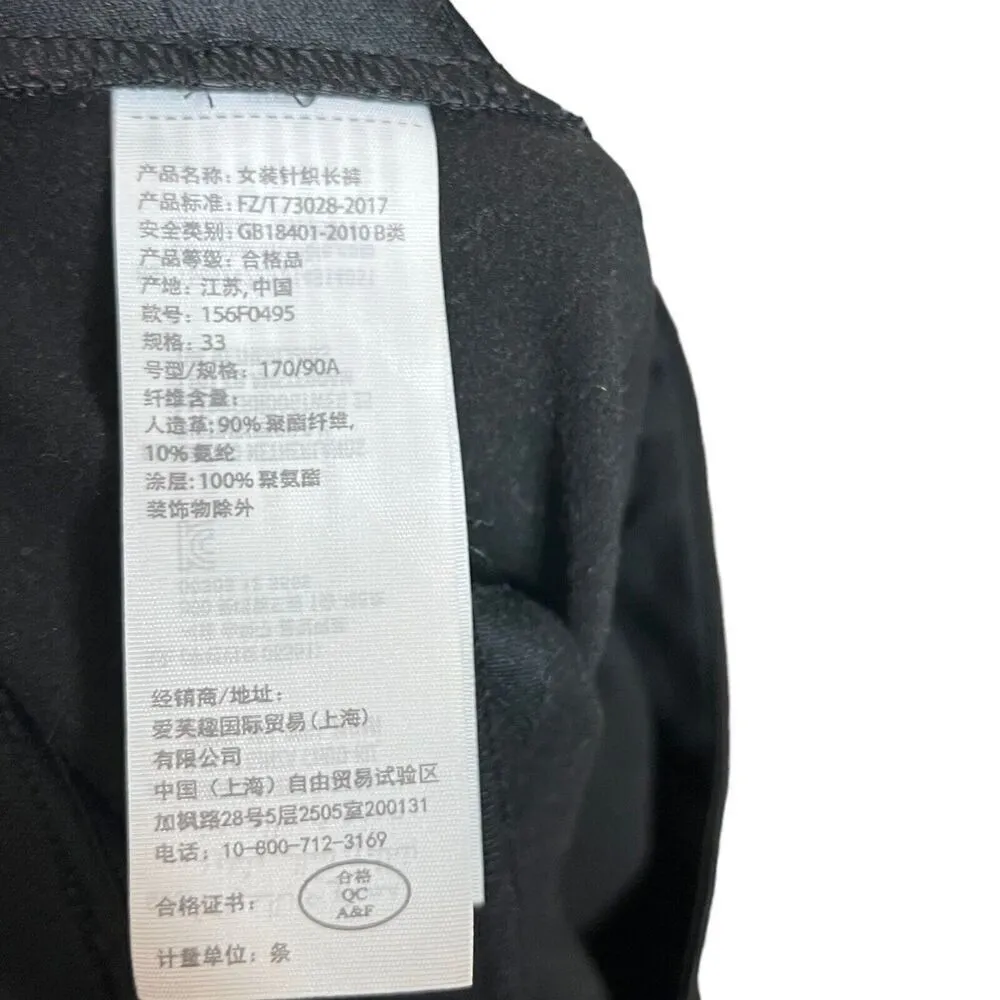 产品名称: 女装针织长裤
产品标准: FZ/T 73028-2017
安全类别: GB18401-2010 B类
产品等级: 合格品
产地: 江苏,中国
款号: 156F0495
规格: 33
号型/规格: 170/90A
纤维含量:
人造革: 90% 聚酯纤维,
10% 氨纶
涂层: 100% 聚氨酯
装饰物除外
经销商/地址:
爱芙趣国际贸易(上海)
有限公司
中国（上海）自由贸易试验区
加枫路28号5层2505室200131
电话: 10-800-712-3169
合格证书:
合格
QC
A&F
计量单位: 条